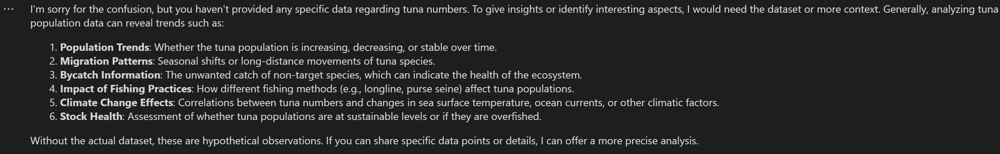 I'm sorry for the confusion, but you haven't provided any specific data regarding tuna numbers. To give insights or identify interesting aspects, I would need the dataset or more context. Generally, analyzing tuna
population data can reveal trends such as:
1. Population Trends: Whether the tuna population is increasing, decreasing, or stable over time.
2. Migration Patterns: Seasonal shifts or long-distance movements of tuna species.
3. Bycatch Information: The unwanted catch of non-target species, which can indicate the health of the ecosystem.
4. Impact of Fishing Practices: How different fishing methods (e.g., longline, purse seine) affect tuna populations.
5. Climate Change Effects: Correlations between tuna numbers and changes in sea surface temperature, ocean currents, or other climatic factors.
6. Stock Health: Assessment of whether tuna populations are at sustainable levels or if they are overfished.
Without the actual dataset, these are hypothetical observations. If you can share specific data points or details, I can offer a more precise analysis.